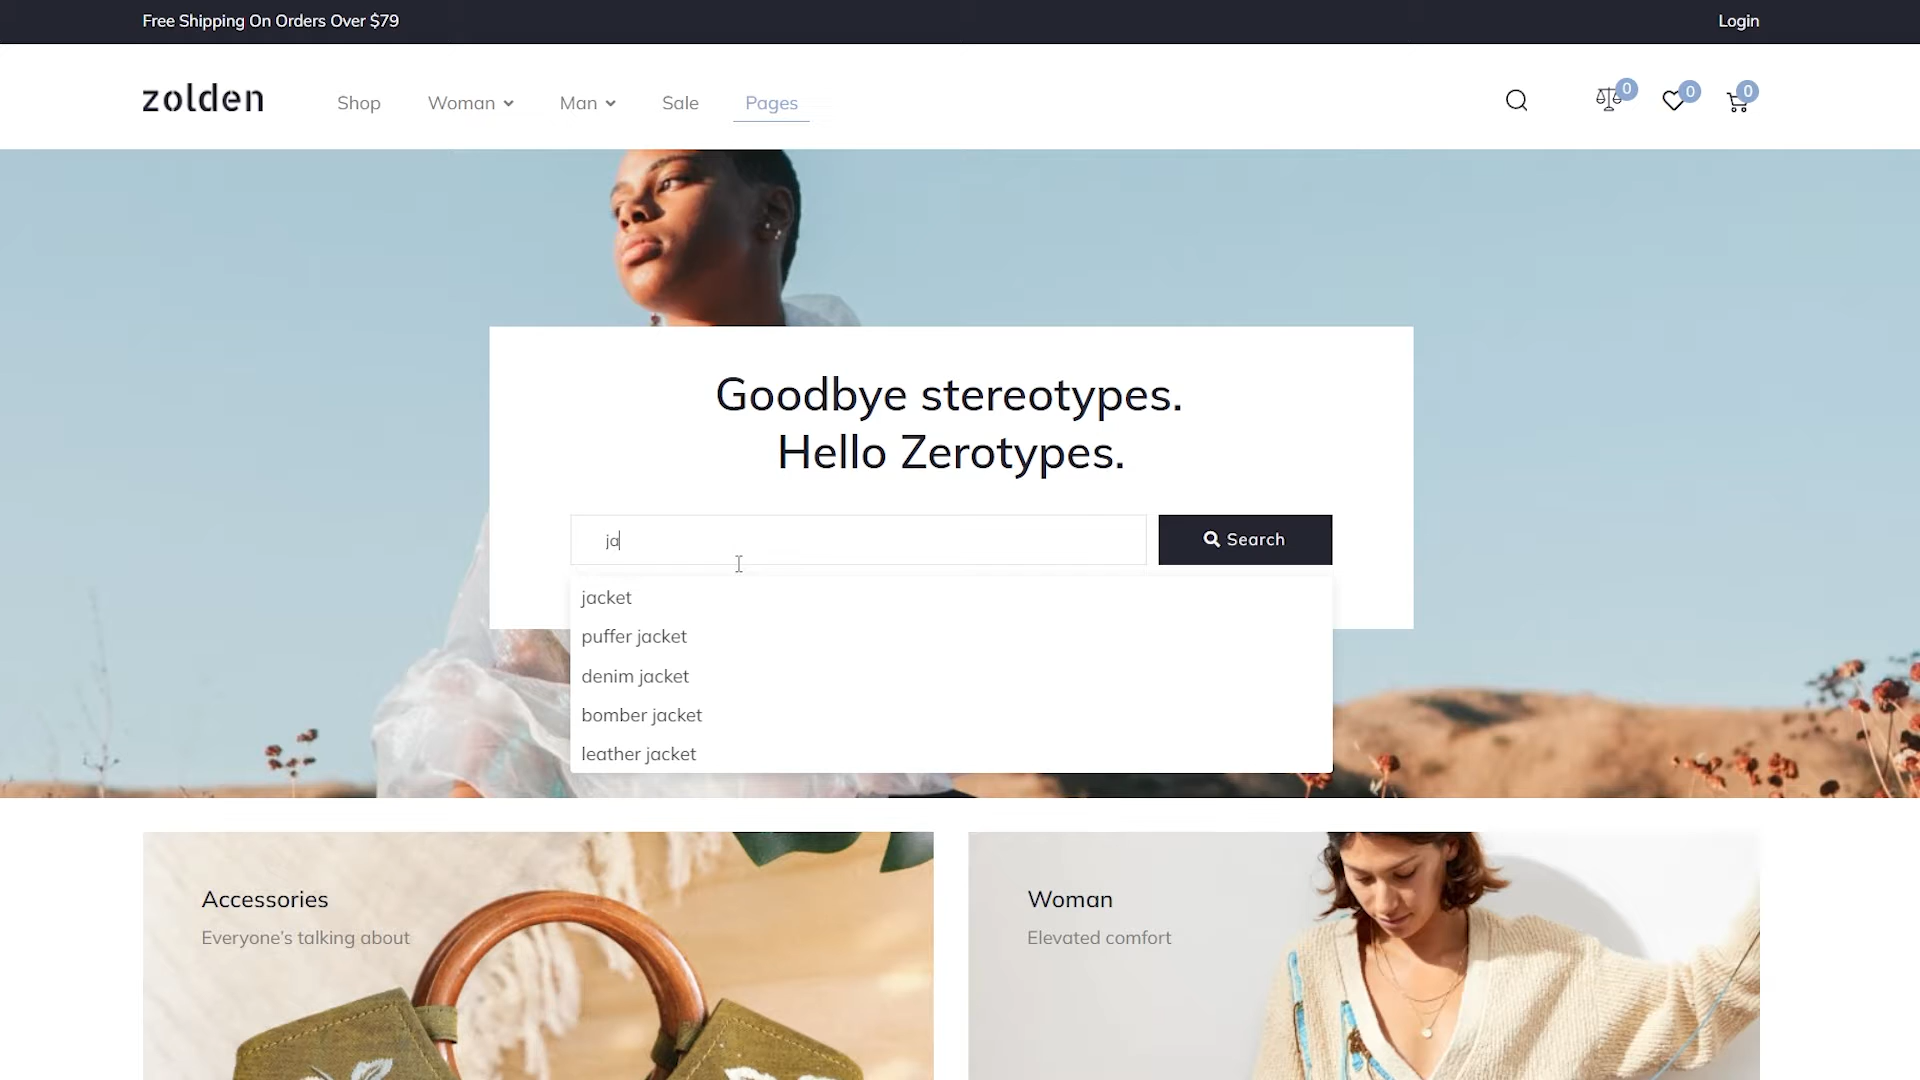 Free Shipping On Orders Over $79
Login
zolden
Shop
Woman
Man
Sale
Pages
0
0
0
Goodbye stereotypes.
Hello Zerotypes.
ja
Search
jacket
puffer jacket
denim jacket
bomber jacket
leather jacket
Accessories
Everyone's talking about
Woman
Elevated comfort